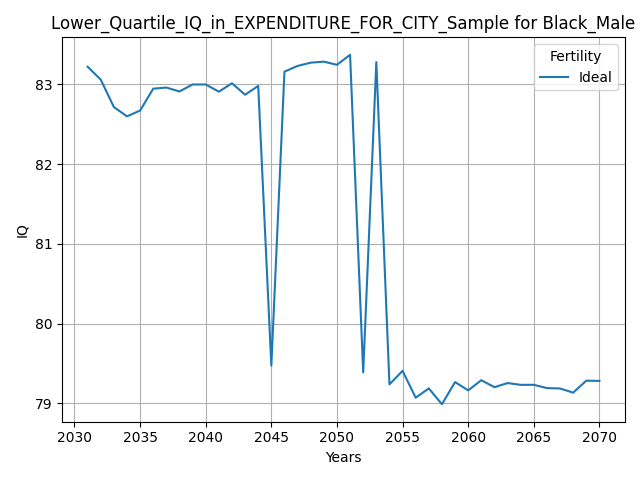 Lower_Quartile_IQ_in_EXPENDITURE_FOR_CITY_Sample for Black_Male
Fertility
Ideal
83
82
81
80
79
IQ
2030 2035 2040 2045 2050 2055 2060 2065 2070
Years